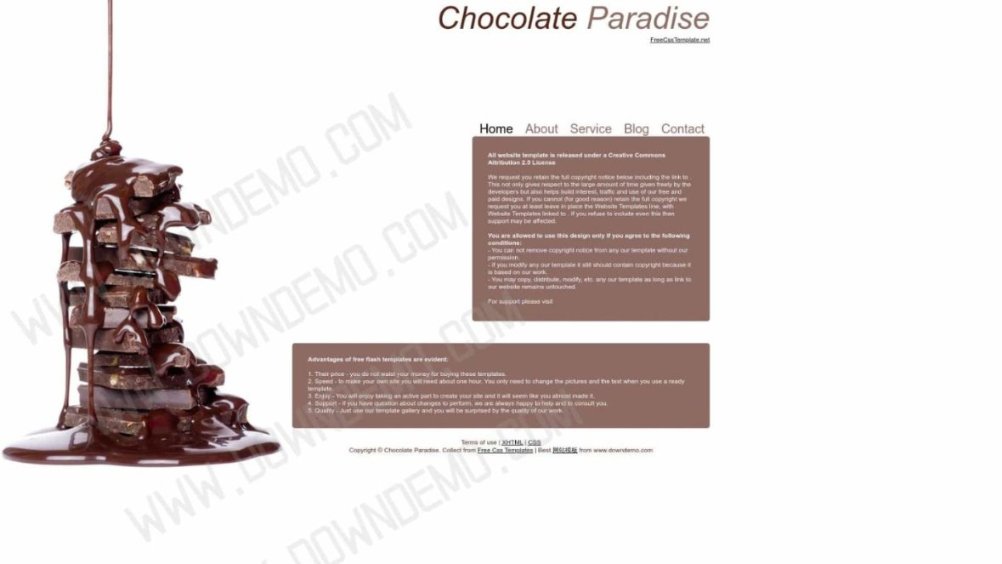 Chocolate Paradise
FreeCssTemplate.net
Home About Service Blog Contact
All website template is released under a Creative Commons
Attribution 2.0 License
We request you retain the full copyright notice below including the link to .
This not only gives respect to the large amount of time given freely by the
developers but also helps build interest, traffic and use of our free and
paid designs. If you cannot (for good reason) retain the full copyright we
request you at least leave in place the Website Templates line, with
Website Templates linked to . If you refuse to include even this then
support may be affected.
You are allowed to use this design only if you agree to the following
conditions:
- You can not remove copyright notice from any our template without our
permission.
- If you modify any our template it still should contain copyright because it
is based on our work.
- You may copy, distribute, modify, etc. any our template as long as link to
our website remains untouched
For support please visit
Advantages of free flash templates are evident:
1. Their price - you do not waist your money for buying these templates.
2. Speed - to make your own site you will need about one hour. You only need to change the pictures and the text when you use a ready
template.
3. Enjoy - You will enjoy taking an active part to create your site and it will seem like you almost made it.
4. Support - if you have question about changes to perform, we are always happy to help and to consult you.
5. Quality - Just use our template gallery and you will be surprised by the quality of our work.
Terms of use | XHTML | CSS
Copyright © Chocolate Paradise. Collect from Free Css Templates | Best 网站模板 from www.downdemo.com
WWW.DOWNDEMO.COM
WWW.DOWNDEMO.COM
WWW.DOWNDEMO.COM
WWW.DOWNDEMO.COM